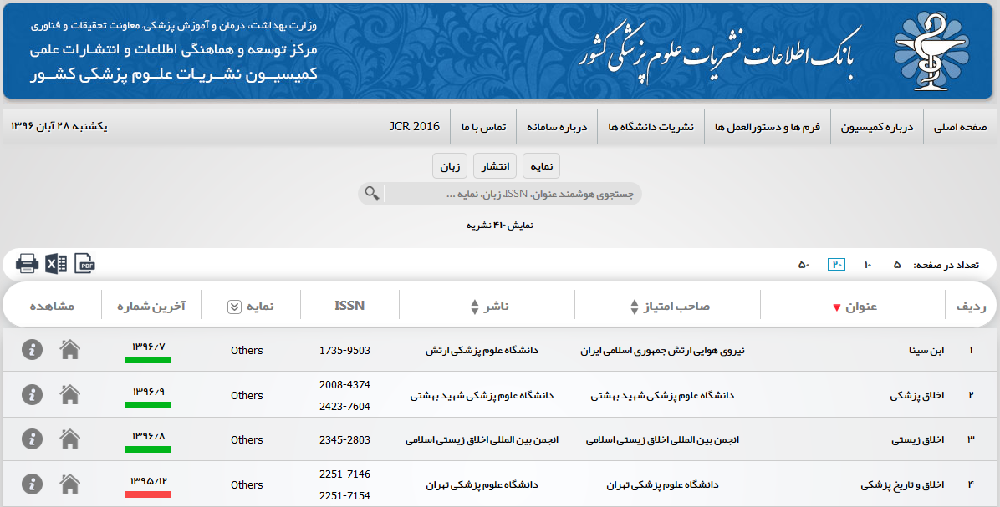 بانک اطلاعات نشریات علوم پزشکی کشور
وزارت بهداشت، درمان و آموزش پزشکی، معاونت تحقیقات و فناوری
مرکز توسعه و هماهنگی اطلاعات و انتشارات علمی
کمیسیون نشریات علوم پزشکی کشور
صفحه اصلی درباره کمیسیون فرم ها و دستورالعمل ها نشریات دانشگاه ها درباره سامانه تماس با ما JCR 2016 یکشنبه ۲۸ آبان ۱۳۹۶
نمایه انتشار زبان
جستجوی هوشمند عنوان، ISSN، زبان، نمایه ...
نمایش ۴۱۰ نشریه
تعداد در صفحه: ۵ ۱۰ ۲۰ ۵۰ PDF X
ردیف عنوان صاحب امتیاز ناشر ISSN نمایه آخرین شماره مشاهده
۱ ابن سینا نیروی هوایی ارتش جمهوری اسلامی ایران دانشگاه علوم پزشکی ارتش 1735-9503 Others ۱۳۹۶/۷
۲ اخلاق پزشکی دانشگاه علوم پزشکی شهید بهشتی دانشگاه علوم پزشکی شهید بهشتی 2008-4374 Others ۱۳۹۶/۹
2423-7604
۳ اخلاق زیستی انجمن بین المللی اخلاق زیستی اسلامی انجمن بین المللی اخلاق زیستی اسلامی 2345-2803 Others ۱۳۹۶/۸
۴ اخلاق و تاریخ پزشکی دانشگاه علوم پزشکی تهران دانشگاه علوم پزشکی تهران 2251-7146 Others ۱۳۹۵/۱۲
2251-7154